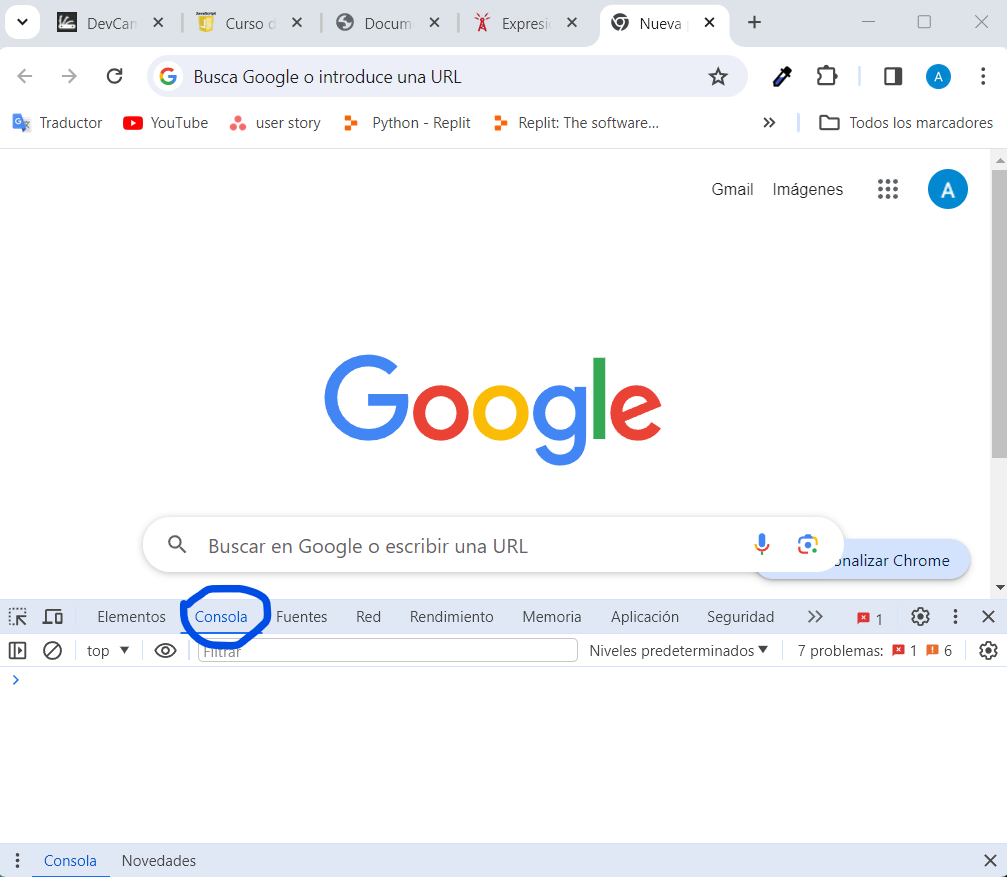 DevCam Curso d Docum Expresi Nueva p
Busca Google o introduce una URL A
Traductor YouTube user story Python - Replit Replit: The software... Todos los marcadores
Gmail Imágenes A
Google
Buscar en Google o escribir una URL
onalizar Chrome
Elementos Consola Fuentes Red Rendimiento Memoria Aplicación Seguridad 1
top Filtrar Niveles predeterminados 7 problemas: 1 6
Consola Novedades